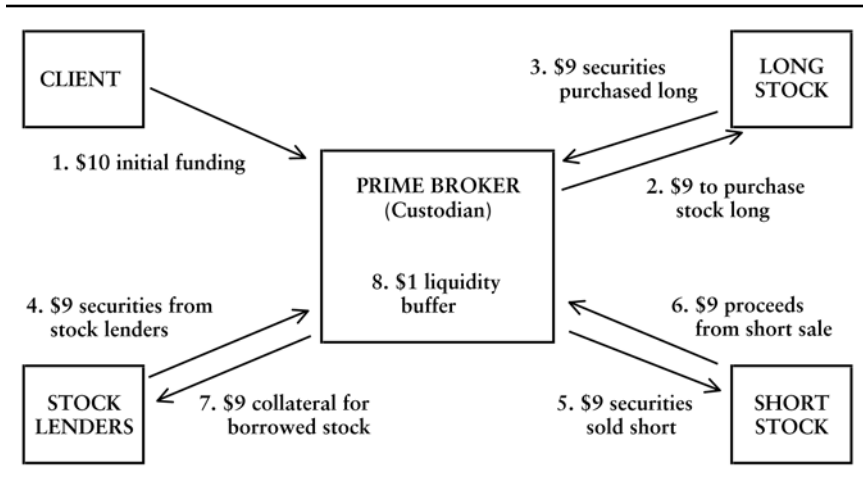 CLIENT
1. $10 initial funding
3. $9 securities
purchased long
LONG
STOCK
2. $9 to purchase
stock long
PRIME BROKER
(Custodian)
8. $1 liquidity
buffer
4. $9 securities from
stock lenders
6. $9 proceeds
from short sale
STOCK
LENDERS
7. $9 collateral for
borrowed stock
5. $9 securities
sold short
SHORT
STOCK